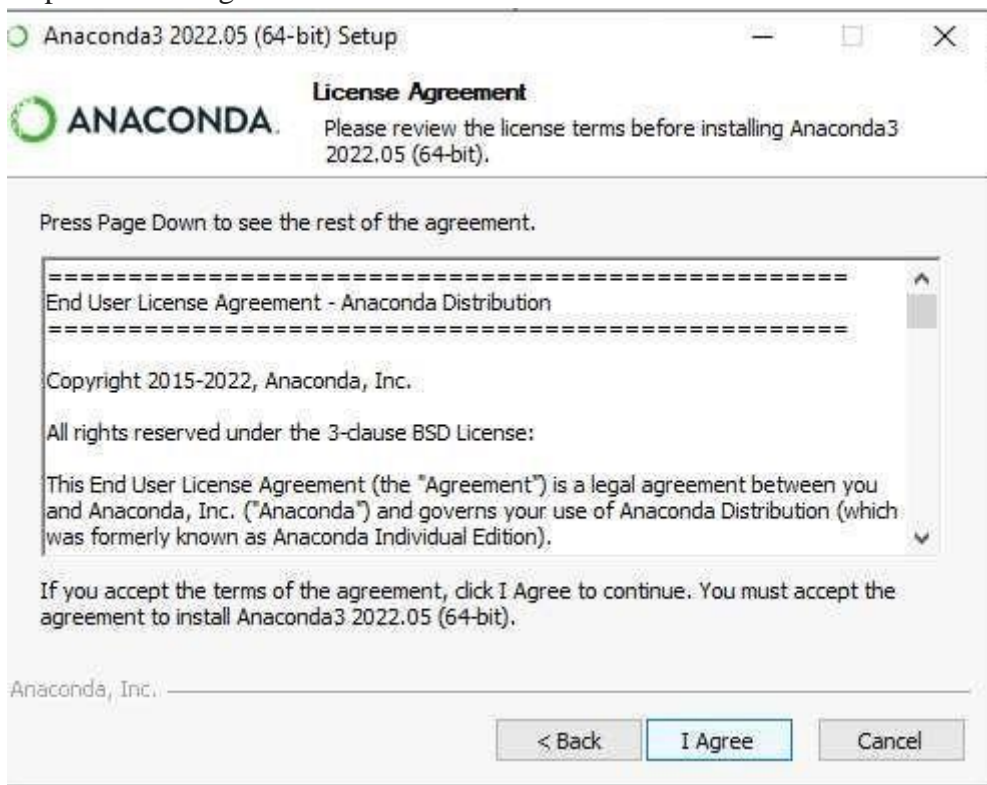 Anaconda3 2022.05 (64-bit) Setup
ANACONDA.
License Agreement
Please review the license terms before installing Anaconda3
2022.05 (64-bit).
Press Page Down to see the rest of the agreement.
==================================================
End User License Agreement - Anaconda Distribution
==================================================
Copyright 2015-2022, Anaconda, Inc.
All rights reserved under the 3-clause BSD License:
This End User License Agreement (the "Agreement") is a legal agreement between you
and Anaconda, Inc. ("Anaconda") and governs your use of Anaconda Distribution (which
was formerly known as Anaconda Individual Edition).
If you accept the terms of the agreement, click I Agree to continue. You must accept the
agreement to install Anaconda3 2022.05 (64-bit).
Anaconda, Inc.
< Back
I Agree
Cancel